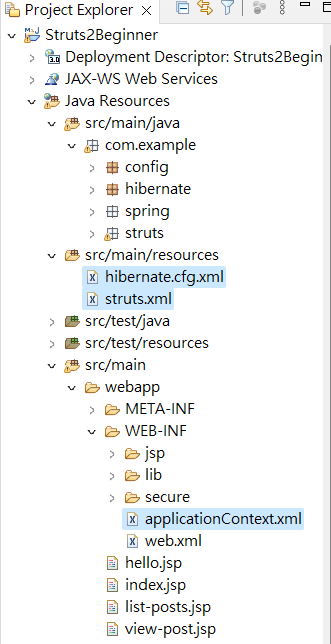 Project Explorer
Struts2Beginner
Deployment Descriptor: Struts2Begin
JAX-WS Web Services
Java Resources
src/main/java
com.example
config
hibernate
spring
struts
src/main/resources
hibernate.cfg.xml
struts.xml
src/test/java
src/test/resources
src/main
webapp
META-INF
WEB-INF
jsp
lib
secure
applicationContext.xml
web.xml
hello.jsp
index.jsp
list-posts.jsp
view-post.jsp